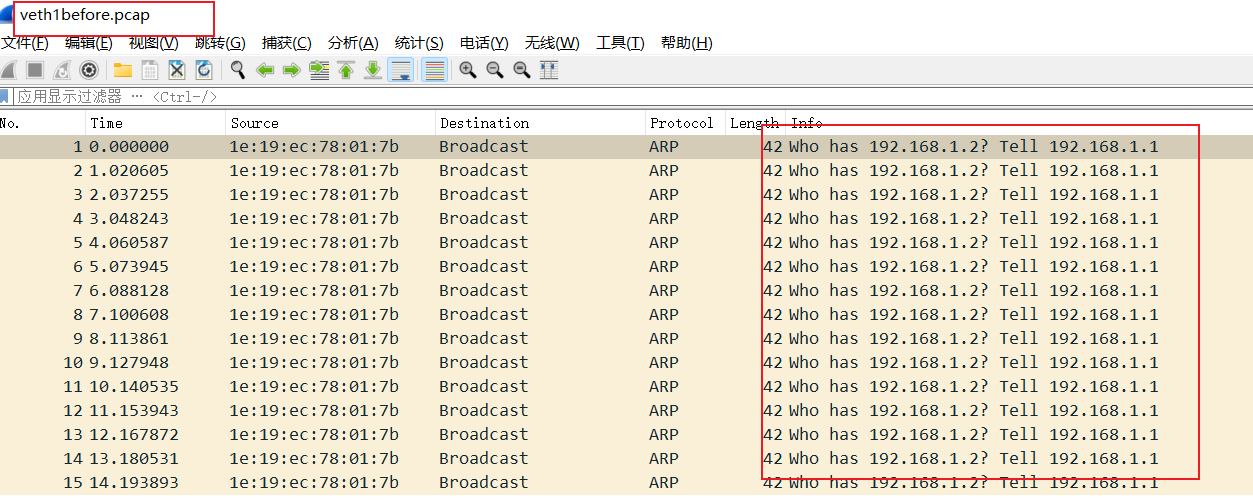 veth1before.pcap
文件(F) 编辑(E) 视图(V) 跳转(G) 捕获(C) 分析(A) 统计(S) 电话(Y) 无线(W) 工具(T) 帮助(H)
应用显示过滤器 … <Ctrl-/>
No. Time Source Destination Protocol Length Info
1 0.000000 1e:19:ec:78:01:7b Broadcast ARP 42 Who has 192.168.1.2? Tell 192.168.1.1
2 1.020605 1e:19:ec:78:01:7b Broadcast ARP 42 Who has 192.168.1.2? Tell 192.168.1.1
3 2.037255 1e:19:ec:78:01:7b Broadcast ARP 42 Who has 192.168.1.2? Tell 192.168.1.1
4 3.048243 1e:19:ec:78:01:7b Broadcast ARP 42 Who has 192.168.1.2? Tell 192.168.1.1
5 4.060587 1e:19:ec:78:01:7b Broadcast ARP 42 Who has 192.168.1.2? Tell 192.168.1.1
6 5.073945 1e:19:ec:78:01:7b Broadcast ARP 42 Who has 192.168.1.2? Tell 192.168.1.1
7 6.088128 1e:19:ec:78:01:7b Broadcast ARP 42 Who has 192.168.1.2? Tell 192.168.1.1
8 7.100608 1e:19:ec:78:01:7b Broadcast ARP 42 Who has 192.168.1.2? Tell 192.168.1.1
9 8.113861 1e:19:ec:78:01:7b Broadcast ARP 42 Who has 192.168.1.2? Tell 192.168.1.1
10 9.127948 1e:19:ec:78:01:7b Broadcast ARP 42 Who has 192.168.1.2? Tell 192.168.1.1
11 10.140535 1e:19:ec:78:01:7b Broadcast ARP 42 Who has 192.168.1.2? Tell 192.168.1.1
12 11.153943 1e:19:ec:78:01:7b Broadcast ARP 42 Who has 192.168.1.2? Tell 192.168.1.1
13 12.167872 1e:19:ec:78:01:7b Broadcast ARP 42 Who has 192.168.1.2? Tell 192.168.1.1
14 13.180531 1e:19:ec:78:01:7b Broadcast ARP 42 Who has 192.168.1.2? Tell 192.168.1.1
15 14.193893 1e:19:ec:78:01:7b Broadcast ARP 42 Who has 192.168.1.2? Tell 192.168.1.1